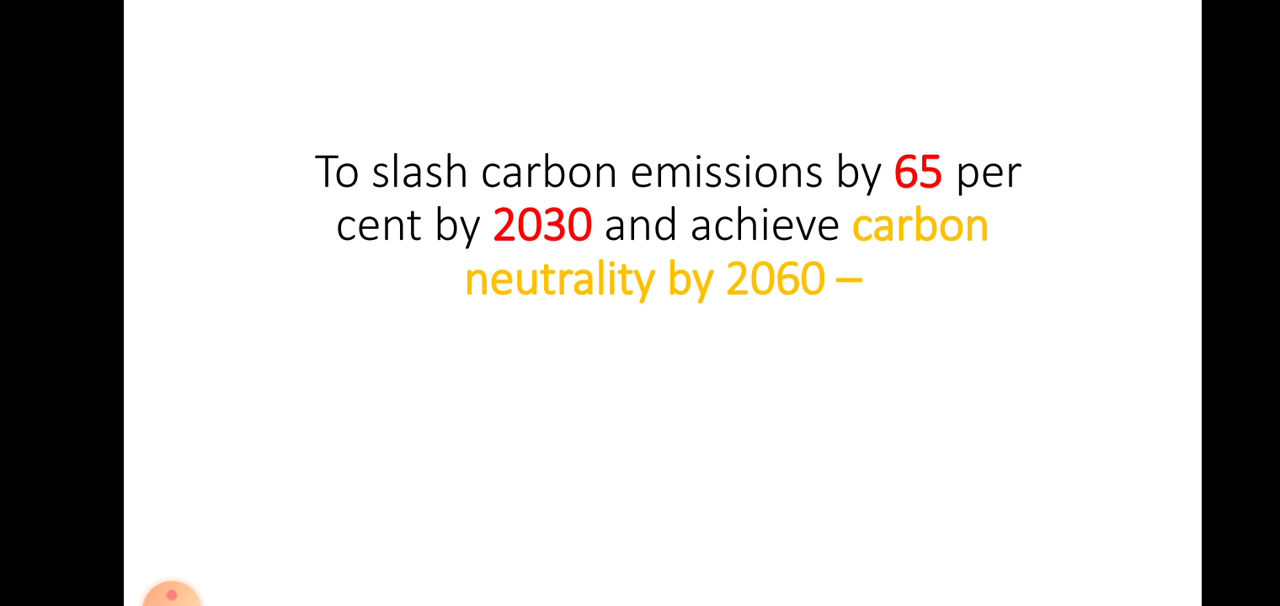 To slash carbon emissions by 65 per
cent by 2030 and achieve carbon
neutrality by 2060 –